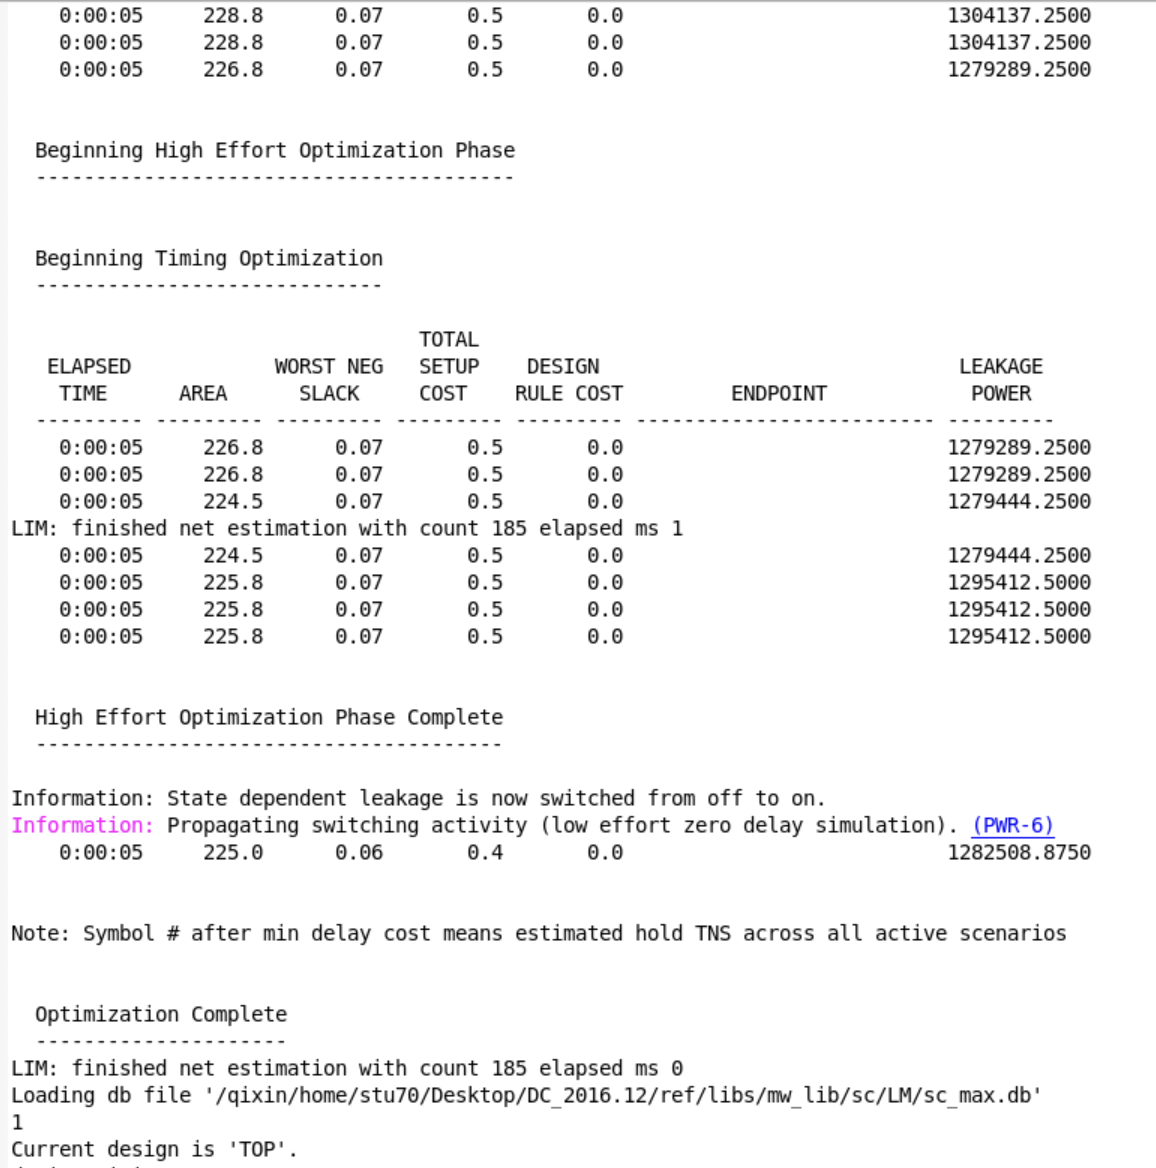 0:00:05 228.8 0.07 0.5 0.0 1304137.2500
0:00:05 228.8 0.07 0.5 0.0 1304137.2500
0:00:05 226.8 0.07 0.5 0.0 1279289.2500
Beginning High Effort Optimization Phase
----------------------------------------
Beginning Timing Optimization
-----------------------------
TOTAL
ELAPSED WORST NEG SETUP DESIGN LEAKAGE
TIME AREA SLACK COST RULE COST ENDPOINT POWER
--------- --------- --------- --------- --------- ------------------------- ---------
0:00:05 226.8 0.07 0.5 0.0 1279289.2500
0:00:05 226.8 0.07 0.5 0.0 1279289.2500
0:00:05 224.5 0.07 0.5 0.0 1279444.2500
LIM: finished net estimation with count 185 elapsed ms 1
0:00:05 224.5 0.07 0.5 0.0 1279444.2500
0:00:05 225.8 0.07 0.5 0.0 1295412.5000
0:00:05 225.8 0.07 0.5 0.0 1295412.5000
0:00:05 225.8 0.07 0.5 0.0 1295412.5000
High Effort Optimization Phase Complete
---------------------------------------
Information: State dependent leakage is now switched from off to on.
Information: Propagating switching activity (low effort zero delay simulation). (PWR-6)
0:00:05 225.0 0.06 0.4 0.0 1282508.8750
Note: Symbol # after min delay cost means estimated hold TNS across all active scenarios
Optimization Complete
---------------------
LIM: finished net estimation with count 185 elapsed ms 0
Loading db file '/qixin/home/stu70/Desktop/DC_2016.12/ref/libs/mw_lib/sc/LM/sc_max.db'
1
Current design is 'TOP'.